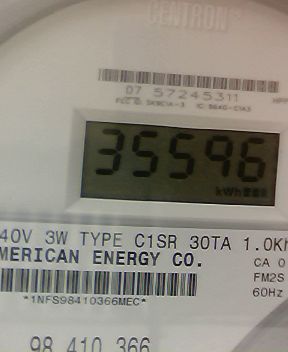 CENTRON
07 57245311
35596
kWh
40V 3W TYPE C1SR 30TA 1.0Kh
MERICAN ENERGY CO.
CA 0
FM2S
60Hz
*1NFS98410366MEC*
98 410 366